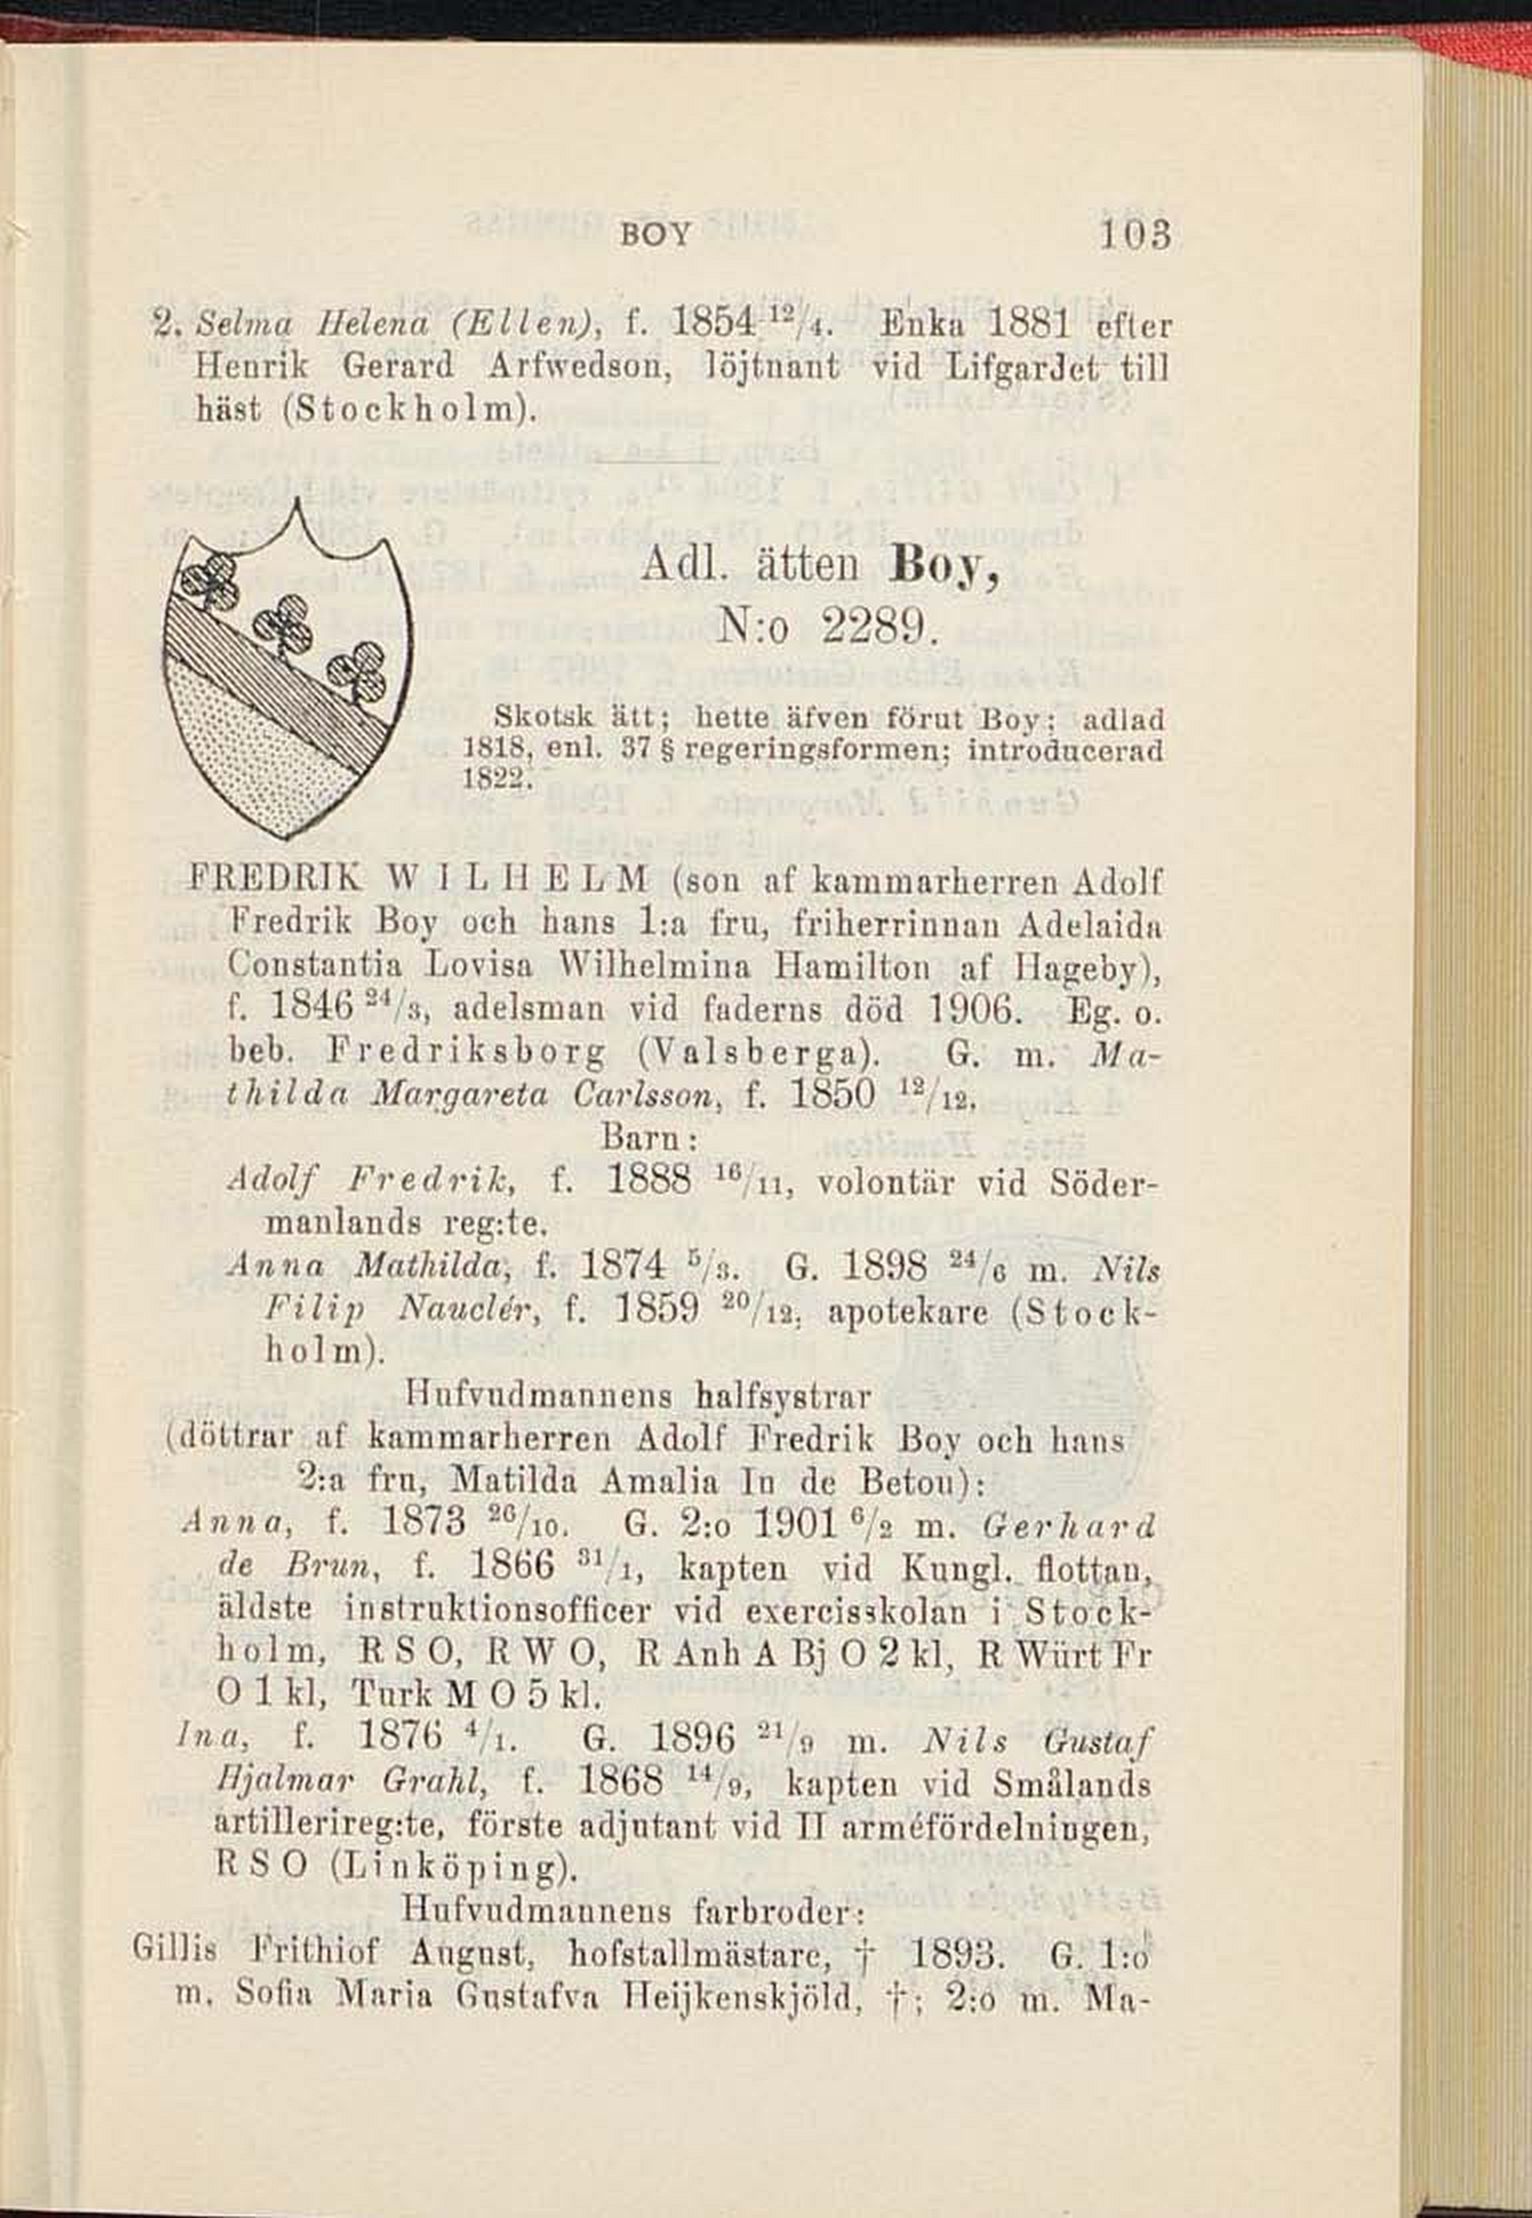 BOY 103
2. Selma Helena (Ellen), f. 1854 12/4. Enka 1881 efter
Henrik Gerard Arfwedson, löjtnant vid Lifgardet till
häst (Stockholm).
Adl. ätten Boy,
N:o 2289.
Skotsk ätt; hette äfven förut Boy; adlad
1818, enl. 37 § regeringsformen; introducerad
1822.
FREDRIK WILHELM (son af kammarherren Adolf
Fredrik Boy och hans 1:a fru, friherrinnan Adelaida
Constantia Lovisa Wilhelmina Hamilton af Hageby),
f. 1846 24/3, adelsman vid faderns död 1906. Eg. o.
beb. Fredriksborg (Valsberga). G. m. Ma-
thilda Margareta Carlsson, f. 1850 12/12.
Barn:
Adolf Fredrik, f. 1888 16/11, volontär vid Söder-
manlands reg:te.
Anna Mathilda, f. 1874 5/3. G. 1898 24/6 m. Nils
Filip Nauclér, f. 1859 20/12, apotekare (Stock-
holm).
Hufvudmannens halfsystrar
(döttrar af kammarherren Adolf Fredrik Boy och hans
2:a fru, Matilda Amalia In de Betou):
Anna, f. 1873 26/10. G. 2:o 1901 6/2 m. Gerhard
de Brun, f. 1866 31/1, kapten vid Kungl. flottan,
äldste instruktionsofficer vid exercisskolan i Stock-
holm, R S O, R W O, R Anh A Bj O 2 kl, R Würt Fr
O 1 kl, Turk M O 5 kl.
Ina, f. 1876 4/1. G. 1896 21/9 m. Nils Gustaf
Hjalmar Grahl, f. 1868 14/9, kapten vid Smålands
artillerireg:te, förste adjutant vid II arméfördelningen,
R S O (Linköping).
Hufvudmannens farbroder:
Gillis Frithiof August, hofstallmästare, † 1893. G. 1:o
m. Sofia Maria Gustafva Heijkenskjöld, †; 2:o m. Ma-